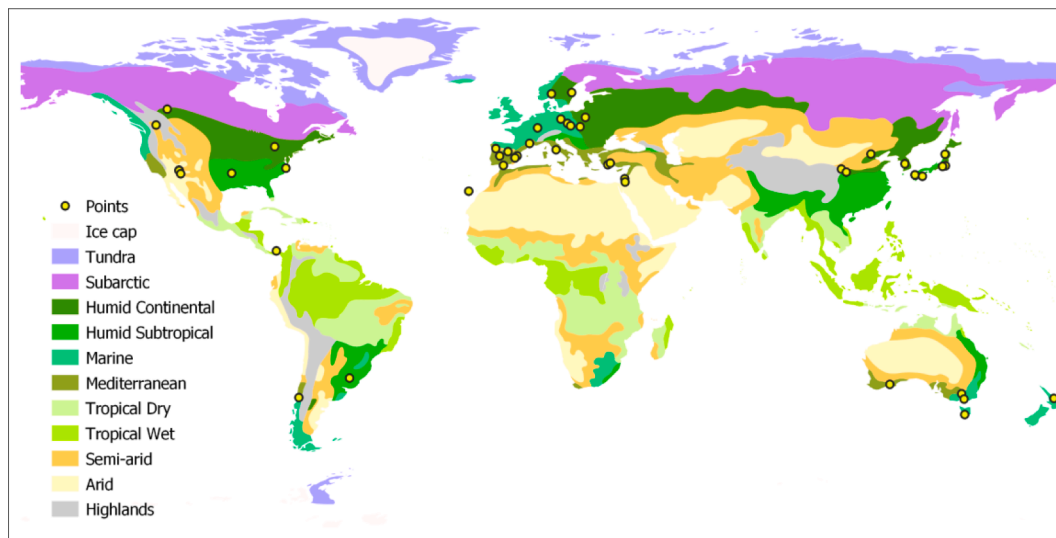 Points
Ice cap
Tundra
Subarctic
Humid Continental
Humid Subtropical
Marine
Mediterranean
Tropical Dry
Tropical Wet
Semi-arid
Arid
Highlands